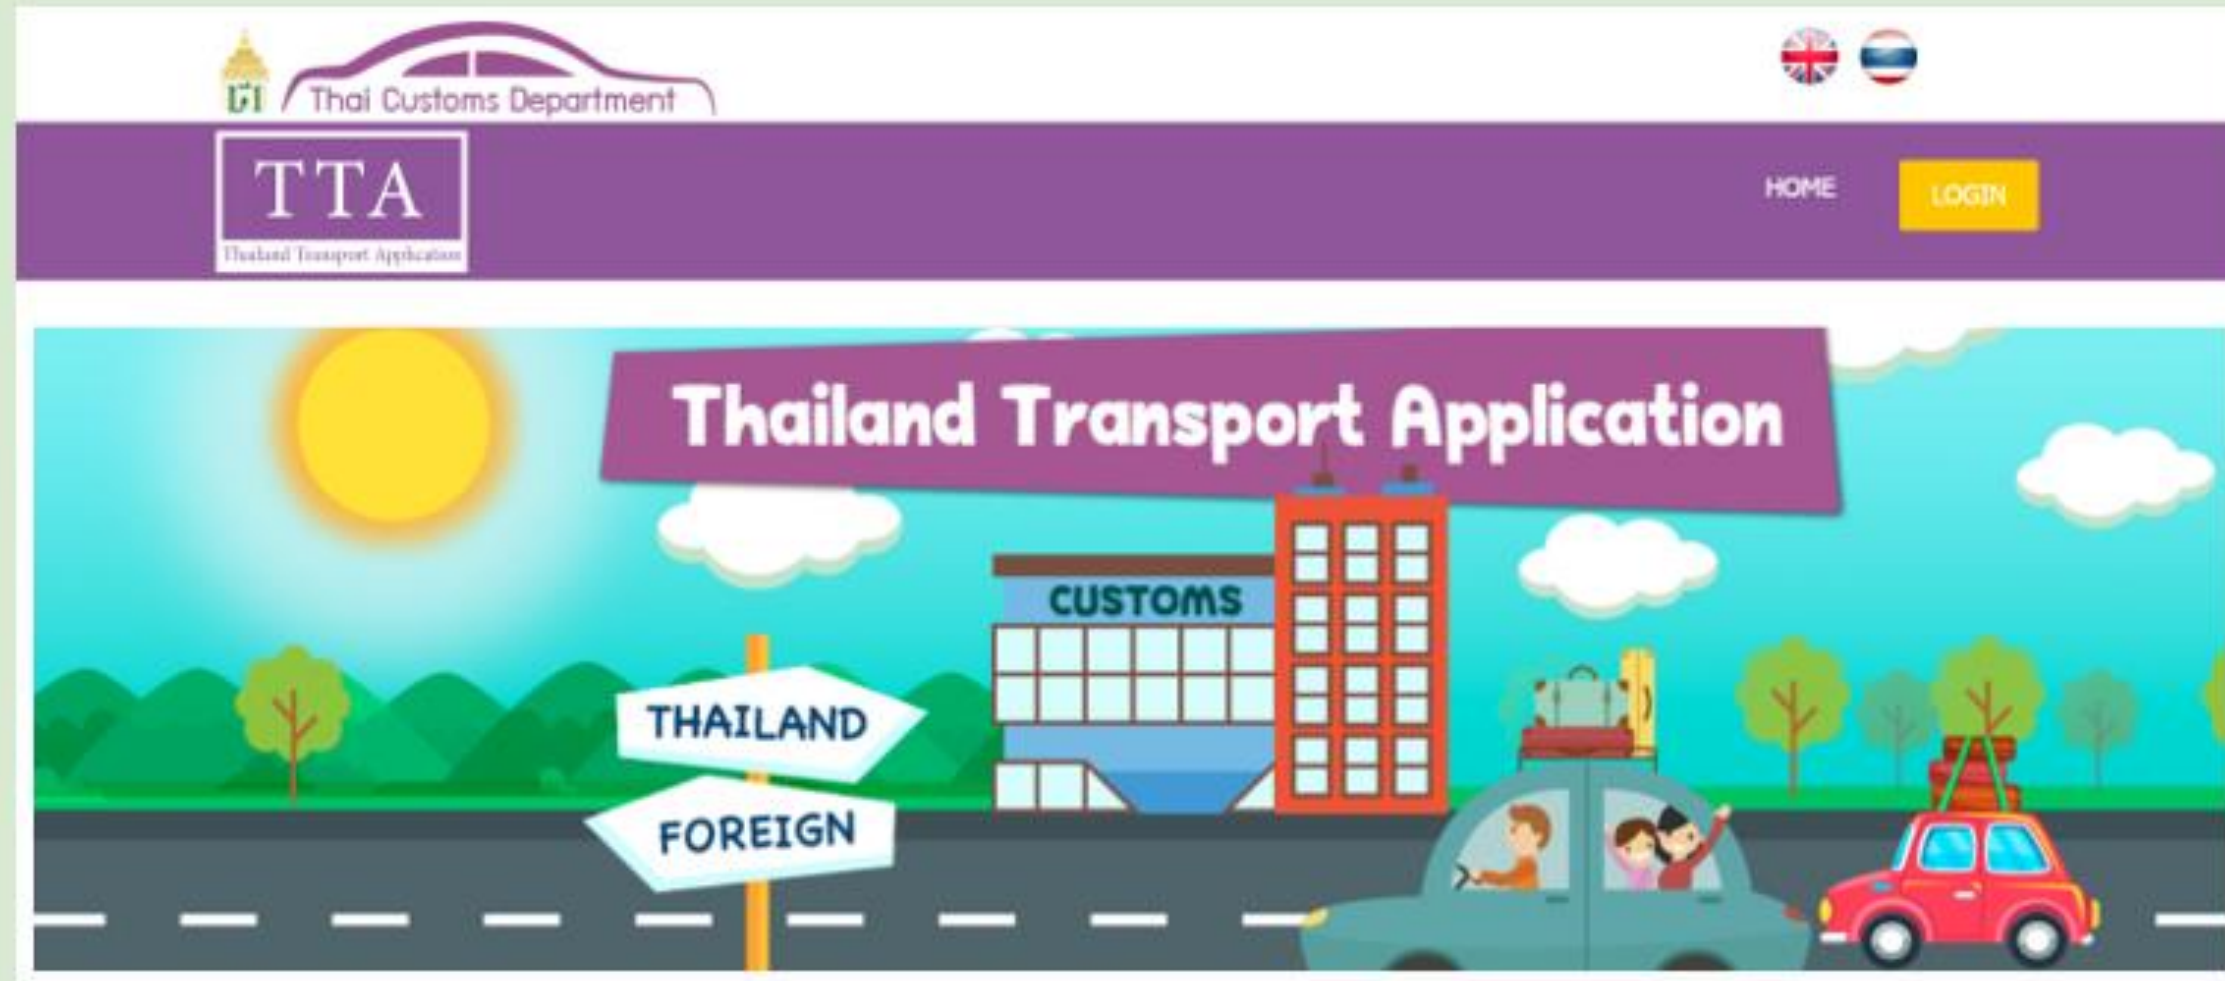 Thai Customs Department
TTA
Thailand Transport Application
HOME
LOGIN
Thailand Transport Application
CUSTOMS
THAILAND
FOREIGN